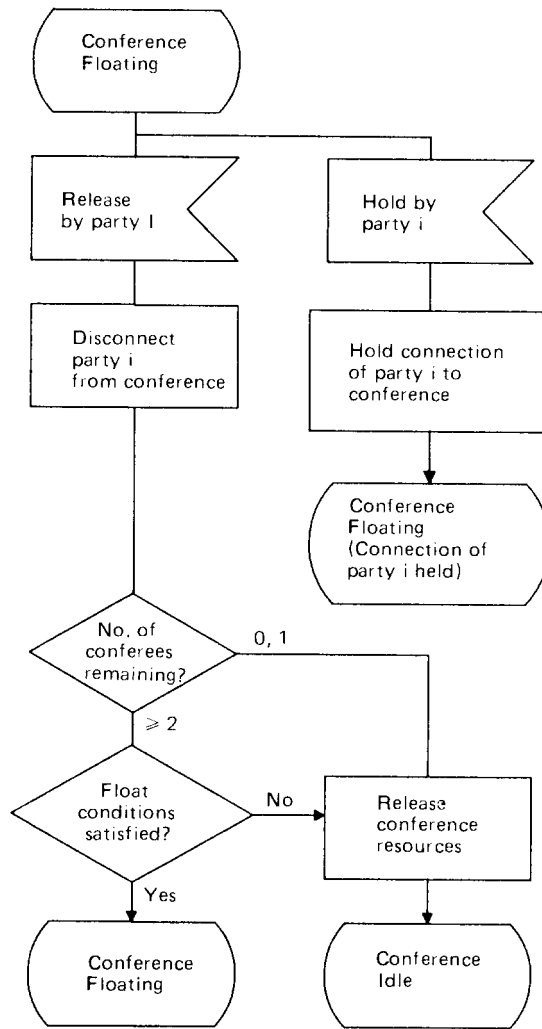 Conference
Floating
Release
by party I
Hold by
party i
Disconnect
party i
from conference
Hold connection
of party i to
conference
Conference
Floating
(Connection of
party i held)
No. of
conferees
remaining?
0, 1
⩾ 2
Float
conditions
satisfied?
No
Release
conference
resources
Yes
Conference
Floating
Conference
Idle